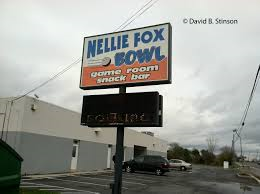 © David B. Stinson
NELLIE FOX
BOWL
game room
snack bar